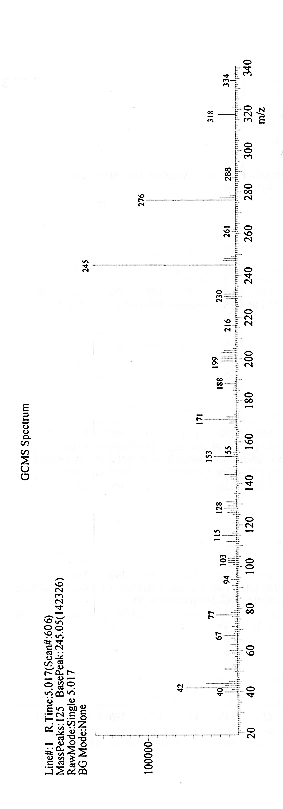 GCMS Spectrum
Line#:1 R.Time:5.017(Scan#:606)
MassPeaks:125 BasePeak:245.05(142326)
RawMode:Single 5.017
BG Mode:None
100000
42 40 67 77 94 103 115 128 153 155 171 188 199 216 230 245 261 276 288 318 334
20 40 60 80 100 120 140 160 180 200 220 240 260 280 300 320 340
m/z